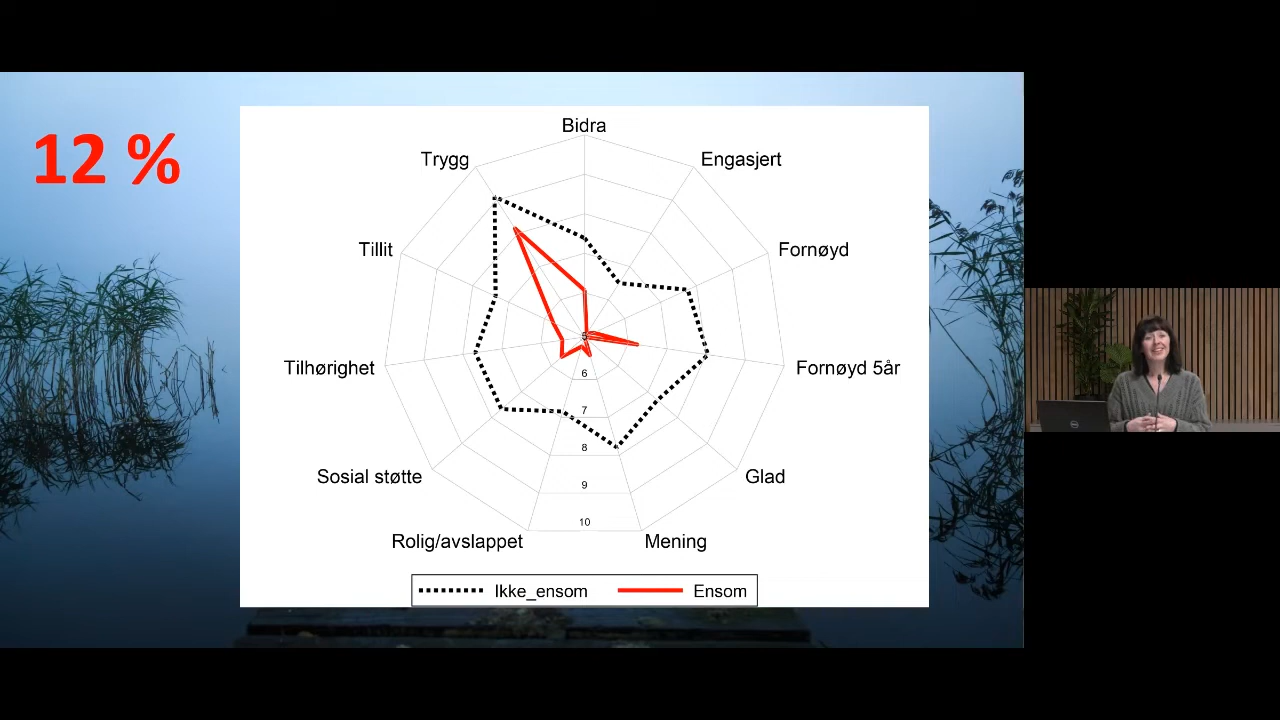 12 %
Bidra
Trygg
Engasjert
Tillit
Fornøyd
5
Tilhørighet
Fornøyd 5år
6
7
8
Sosial støtte
Glad
9
10
Rolig/avslappet
Mening
Ikke_ensom
Ensom